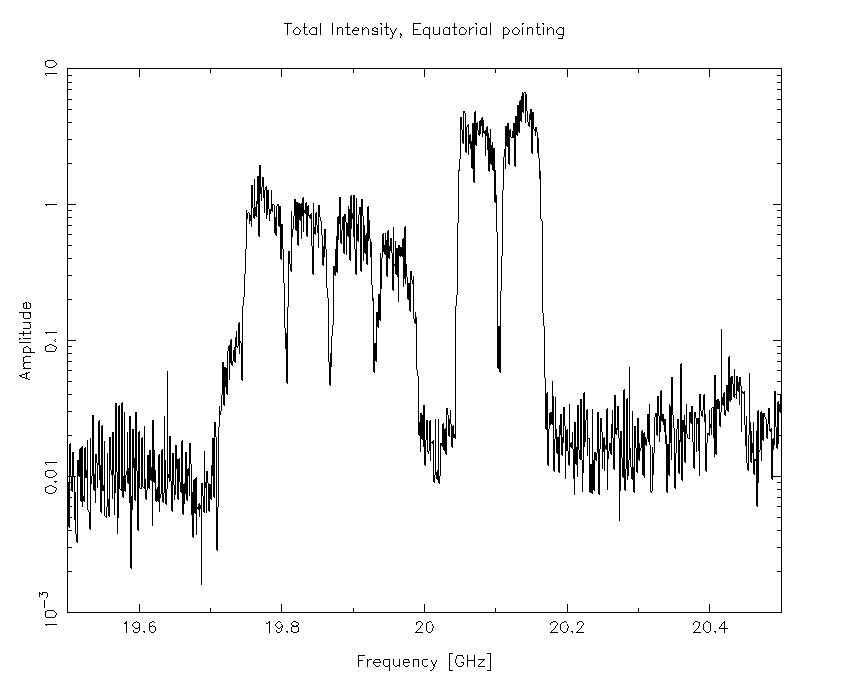 Total Intensity, Equatorial pointing
10
1
0.1
0.01
10⁻³
Amplitude
19.6 19.8 20 20.2 20.4
Frequency [GHz]